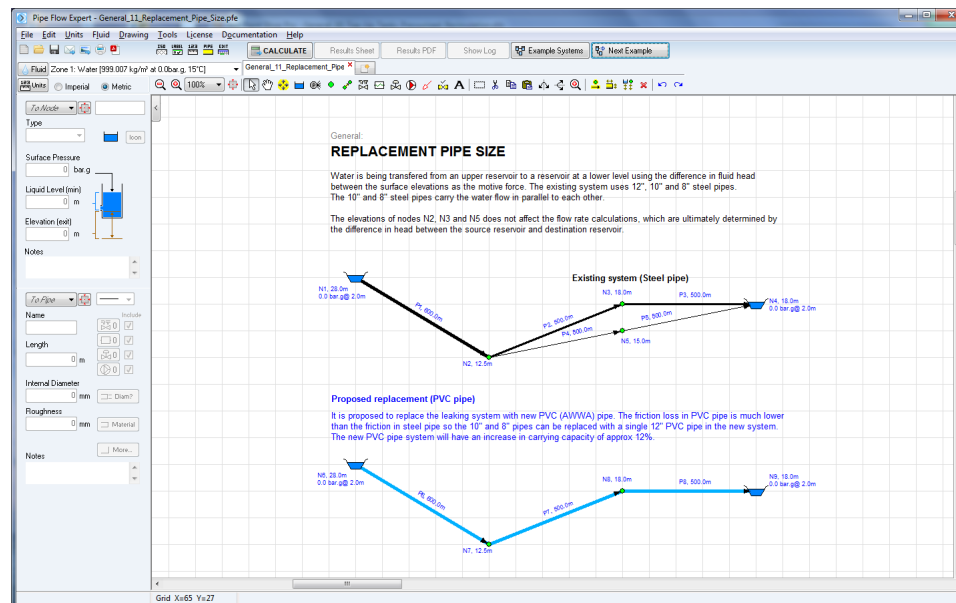 Pipe Flow Expert - General_11_Replacement_Pipe_Size.pfe
File Edit Units Fluid Drawing Tools License Documentation Help
CALCULATE Results Sheet Results PDF Show Log Example Systems Next Example
Fluid Zone 1: Water [999.007 kg/m³ at 0.0bar.g, 15°C] General_11_Replacement_Pipe
Units Imperial Metric 100%
To Node
Type
Icon
Surface Pressure
0 bar.g
Liquid Level (min)
0 m
Elevation (exit)
0 m
Notes
To Pipe
Name Include
0
Length 0
0 m 0
0
Internal Diameter
0 mm Diam?
Roughness
0 mm Material
Notes More...
General:
REPLACEMENT PIPE SIZE
Water is being transfered from an upper reservoir to a reservoir at a lower level using the difference in fluid head
between the surface elevations as the motive force. The existing system uses 12", 10" and 8" steel pipes.
The 10" and 8" steel pipes carry the water flow in parallel to each other.
The elevations of nodes N2, N3 and N5 does not affect the flow rate calculations, which are ultimately determined by
the difference in head between the source reservoir and destination reservoir.
Existing system (Steel pipe)
N1, 28.0m
0.0 bar.g@ 2.0m
P1, 600.0m
N2, 12.5m
P2, 500.0m
N3, 18.0m
P3, 500.0m
N4, 18.0m
0.0 bar.g@ 2.0m
P4, 500.0m
P5, 500.0m
N5, 15.0m
Proposed replacement (PVC pipe)
It is proposed to replace the leaking system with new PVC (AWWA) pipe. The friction loss in PVC pipe is much lower
than the friction in steel pipe so the 10" and 8" pipes can be replaced with a single 12" PVC pipe in the new system.
The new PVC pipe system will have an increase in carrying capacity of approx 12%.
N6, 28.0m
0.0 bar.g@ 2.0m
P6, 600.0m
N7, 12.5m
P7, 500.0m
N8, 18.0m
P8, 500.0m
N9, 18.0m
0.0 bar.g@ 2.0m
Grid X=65 Y=27